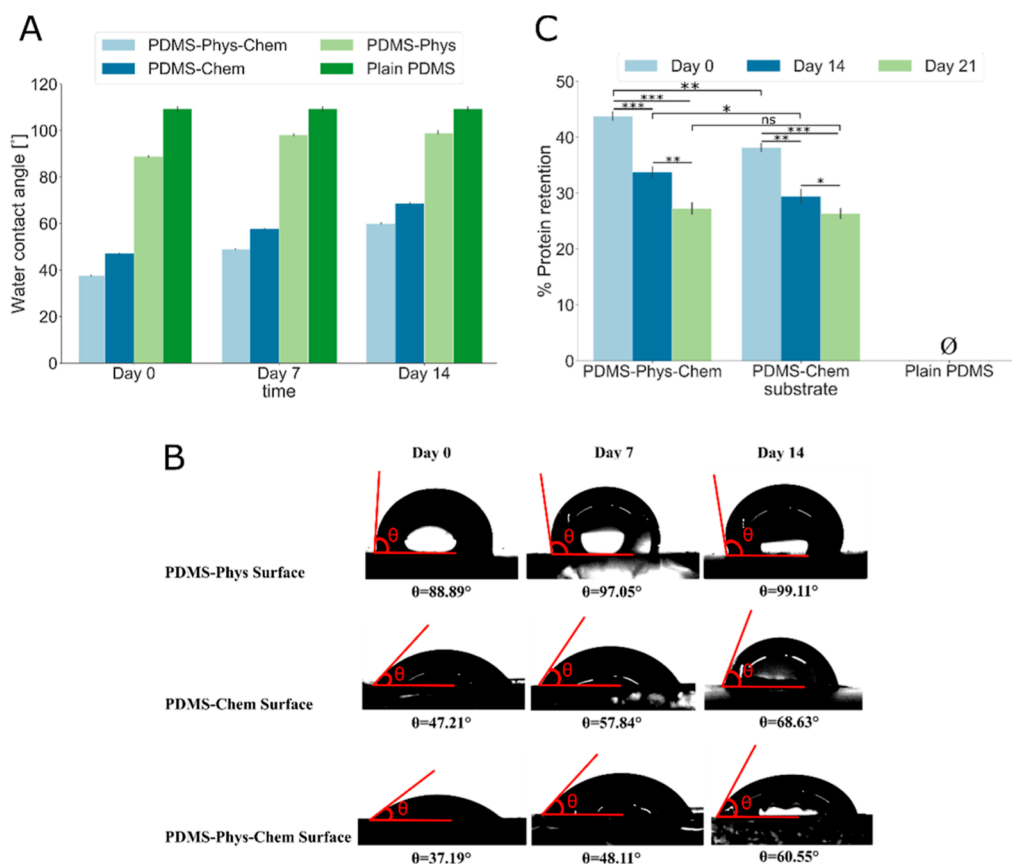 A
PDMS-Phys-Chem
PDMS-Chem
PDMS-Phys
Plain PDMS
Water contact angle [°]
120
100
80
60
40
20
0
Day 0
Day 7
Day 14
time
C
Day 0
Day 14
Day 21
% Protein retention
50
40
30
20
10
0
**
***
***
*
ns
***
**
**
*
Ø
PDMS-Phys-Chem
PDMS-Chem
Plain PDMS
substrate
B
Day 0
Day 7
Day 14
θ
θ
θ
PDMS-Phys Surface
θ=88.89°
θ=97.05°
θ=99.11°
θ
θ
θ
PDMS-Chem Surface
θ=47.21°
θ=57.84°
θ=68.63°
θ
θ
θ
PDMS-Phys-Chem Surface
θ=37.19°
θ=48.11°
θ=60.55°